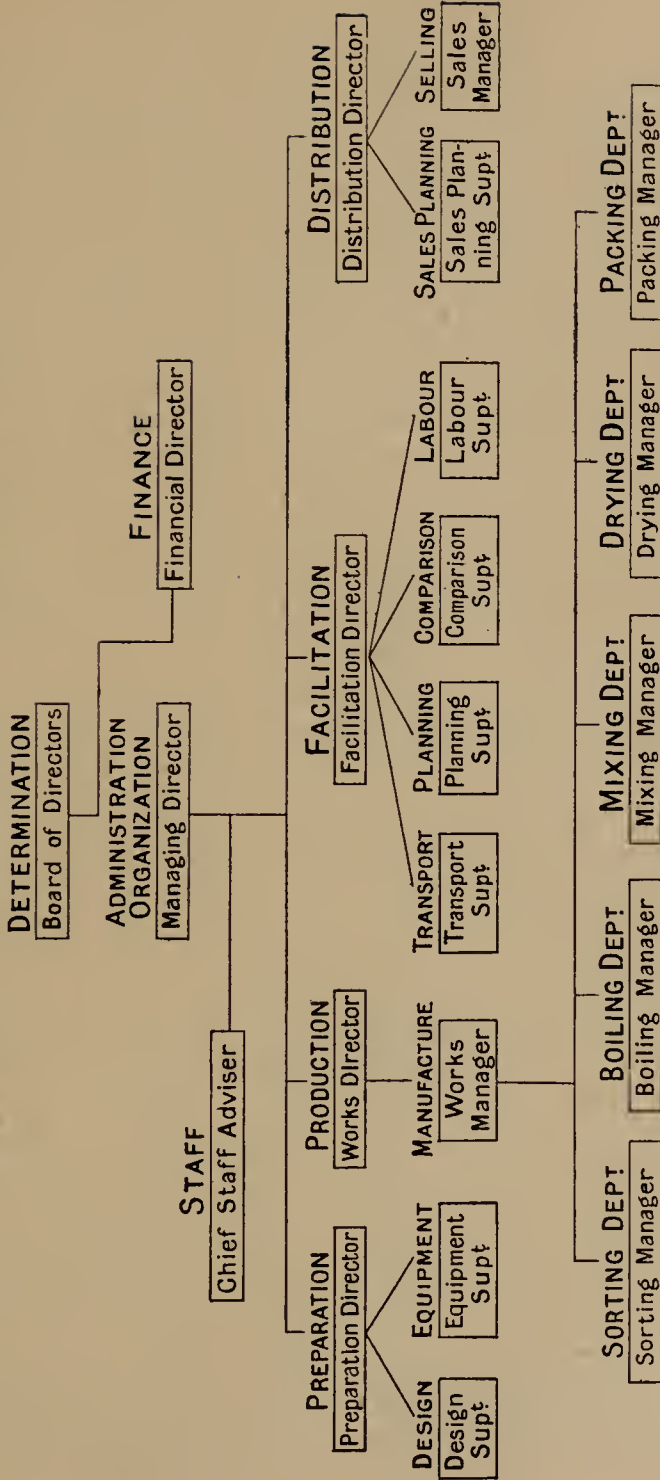 DETERMINATION
Board of Directors
FINANCE
Financial Director
ADMINISTRATION
ORGANIZATION
Managing Director
STAFF
Chief Staff Adviser
PREPARATION
Preparation Director
PRODUCTION
Works Director
FACILITATION
Facilitation Director
DISTRIBUTION
Distribution Director
DESIGN
Design
Supt
EQUIPMENT
Equipment
Supt
MANUFACTURE
Works
Manager
TRANSPORT
Transport
Supt
PLANNING
Planning
Supt
COMPARISON
Comparison
Supt
LABOUR
Labour
Supt
SALES PLANNING
Sales Plan-
ning Supt
SELLING
Sales
Manager
SORTING DEPT
Sorting Manager
BOILING DEPT
Boiling Manager
MIXING DEPT
Mixing Manager
DRYING DEPT
Drying Manager
PACKING DEPT
Packing Manager